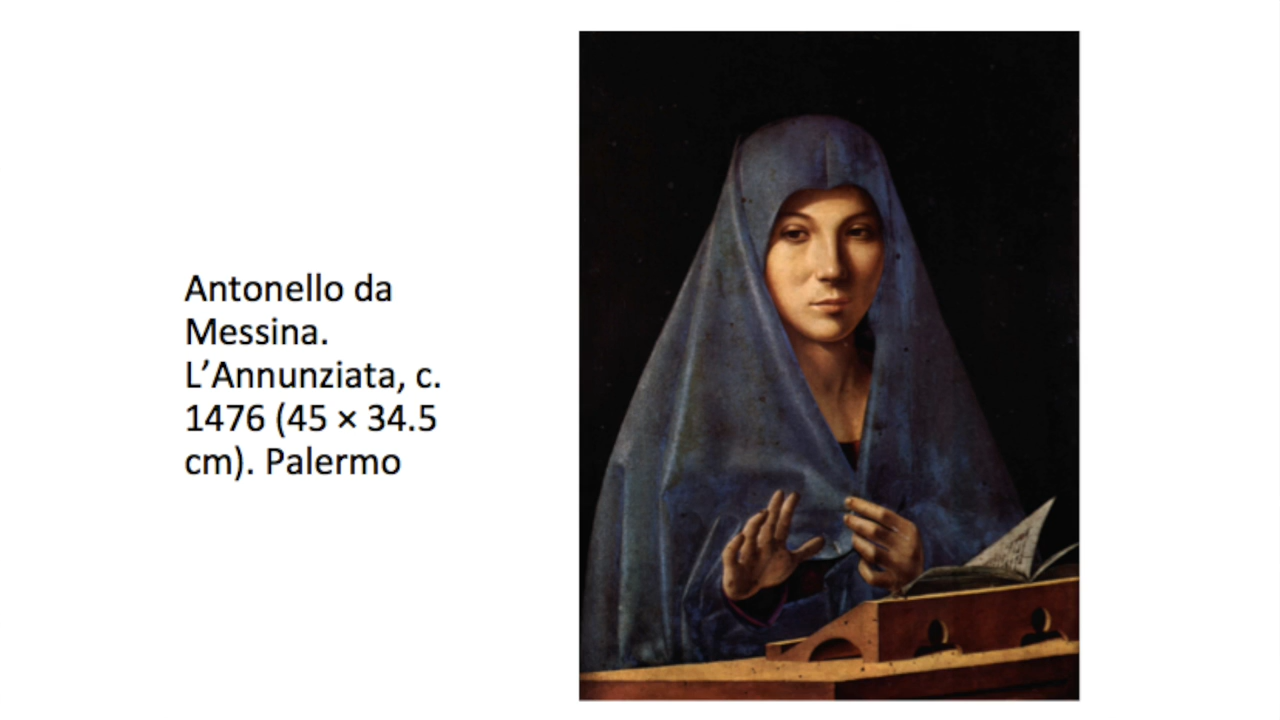 Antonello da
Messina.
L’Annunziata, c.
1476 (45 × 34.5
cm). Palermo